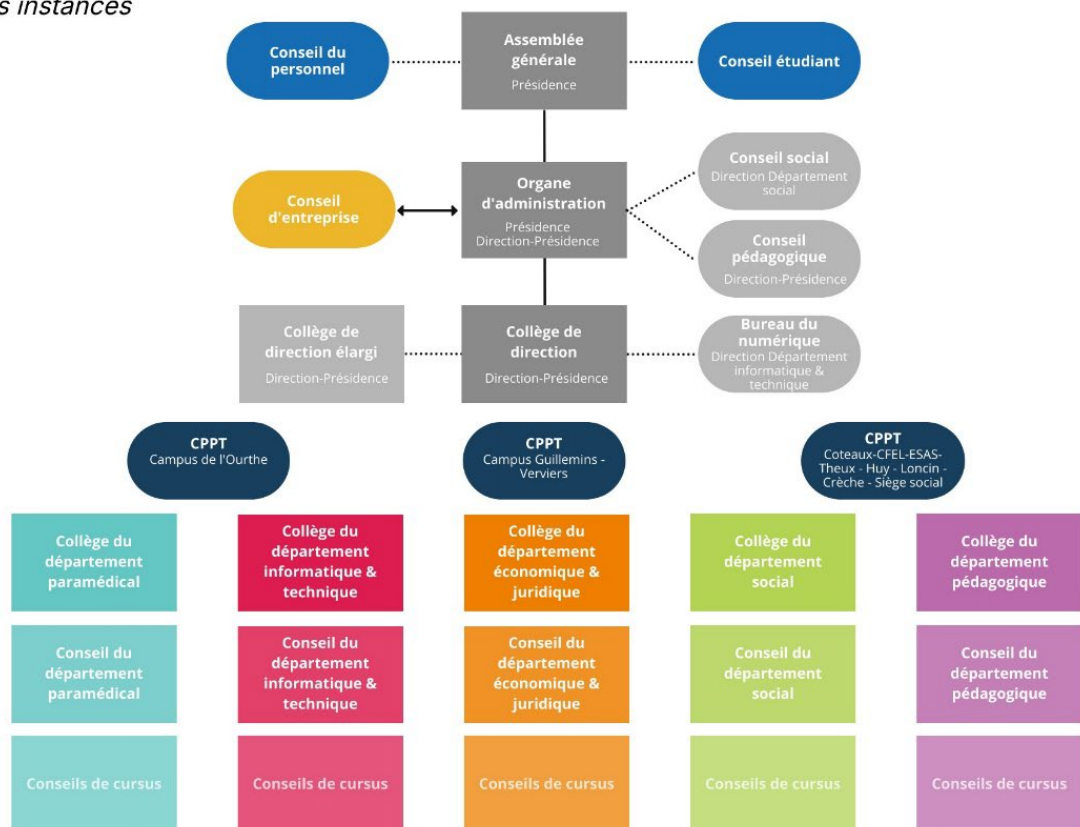 s instances
Conseil du
personnel
Assemblée
générale
Présidence
Conseil étudiant
Conseil
d'entreprise
Organe
d'administration
Présidence
Direction-Présidence
Conseil social
Direction Département
social
Conseil
pédagogique
Direction-Présidence
Collège de
direction élargi
Direction-Présidence
Collège de
direction
Direction-Présidence
Bureau du
numérique
Direction Département
informatique &
technique
CPPT
Campus de l'Ourthe
CPPT
Campus Guillemins -
Verviers
CPPT
Coteaux-CFEL-ESAS-
Theux - Huy - Loncin -
Crèche - Siège social
Collège du
département
paramédical
Collège du
département
informatique &
technique
Collège du
département
économique &
juridique
Collège du
département
social
Collège du
département
pédagogique
Conseil du
département
paramédical
Conseil du
département
informatique &
technique
Conseil du
département
économique &
juridique
Conseil du
département
social
Conseil du
département
pédagogique
Conseils de cursus
Conseils de cursus
Conseils de cursus
Conseils de cursus
Conseils de cursus